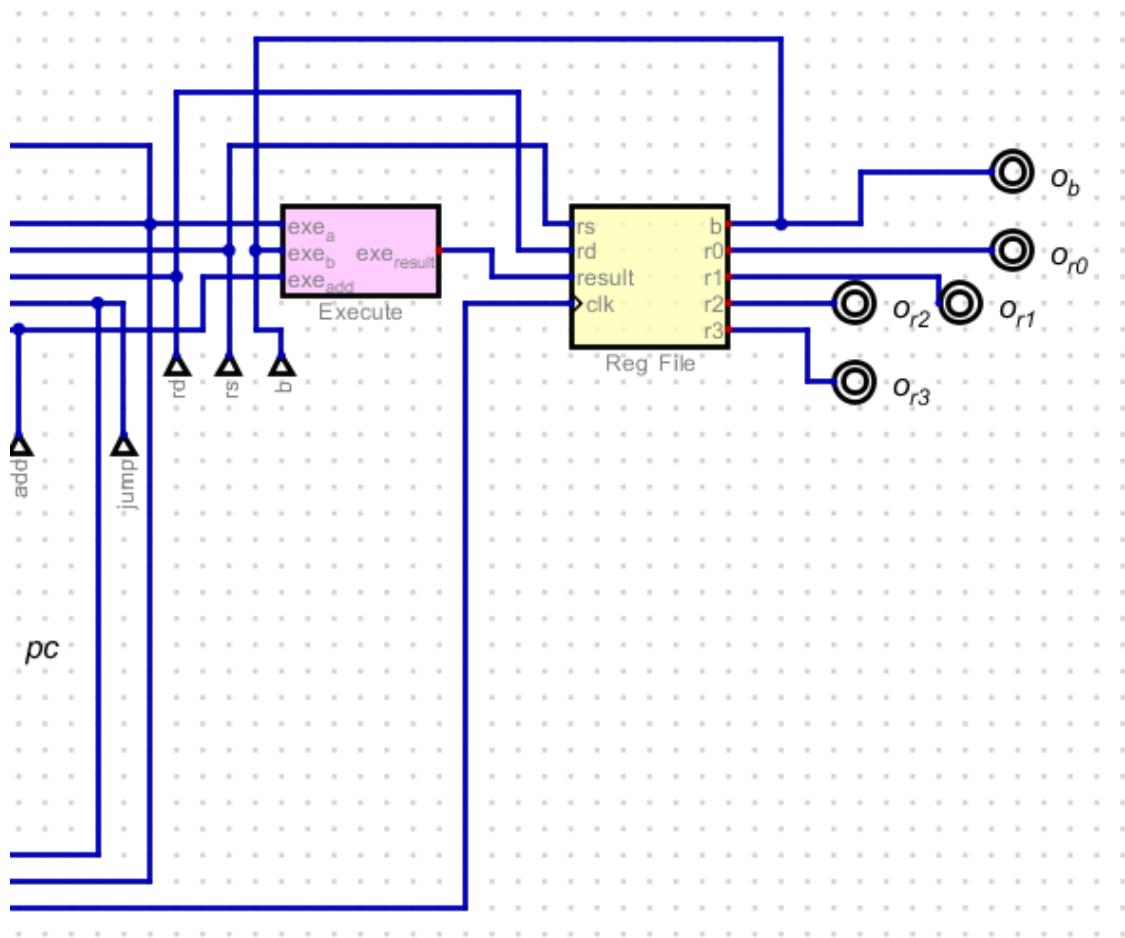 o_b
exe_a
exe_b exe_result
exe_add
Execute
rs b
rd r0
result r1
clk r2
r3
Reg File
o_r0
o_r2
o_r1
o_r3
rd
rs
b
add
jump
pc